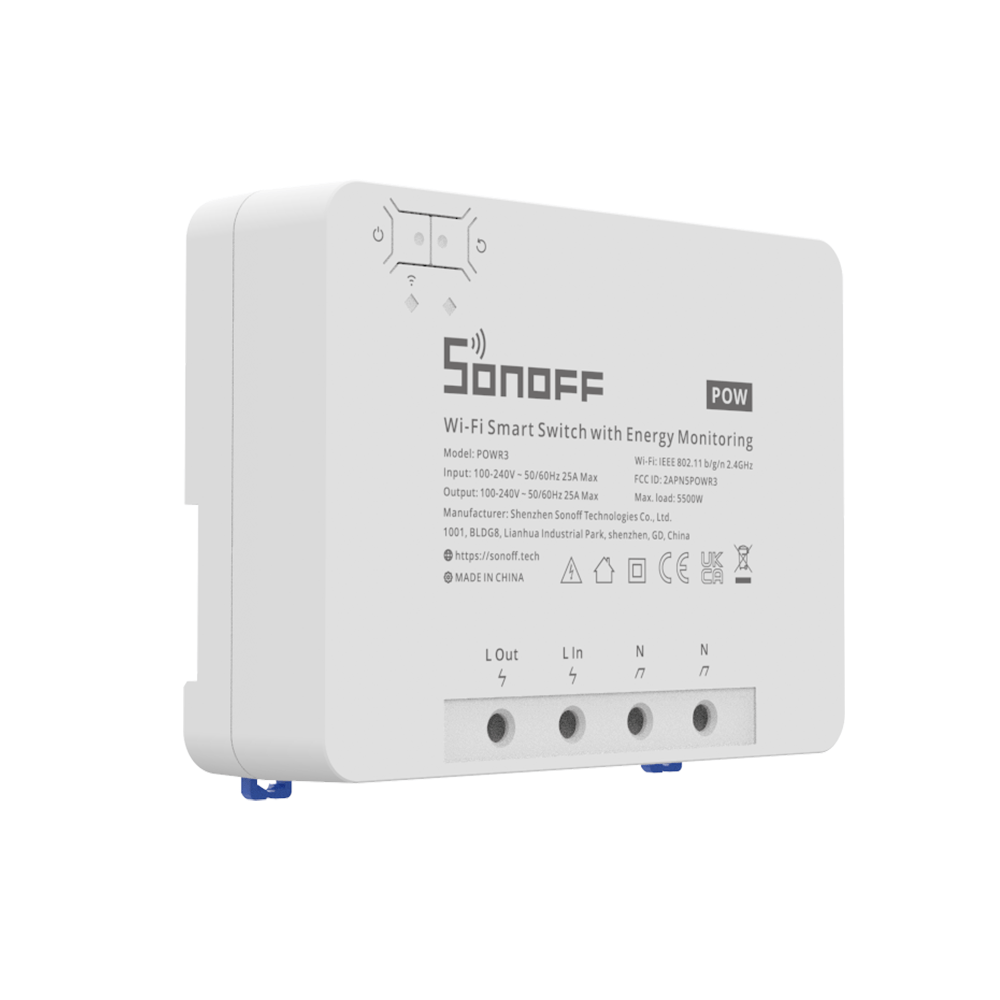 SONOFF
POW
Wi-Fi Smart Switch with Energy Monitoring
Model: POWR3
Wi-Fi: IEEE 802.11 b/g/n 2.4GHz
Input: 100-240V ~ 50/60Hz 25A Max
FCC ID: 2APN5POWR3
Output: 100-240V ~ 50/60Hz 25A Max
Max. load: 5500W
Manufacturer: Shenzhen Sonoff Technologies Co., Ltd.
1001, BLDG8, Lianhua Industrial Park, shenzhen, GD, China
https://sonoff.tech
MADE IN CHINA
CE
UK
CA
L Out
L In
N
N